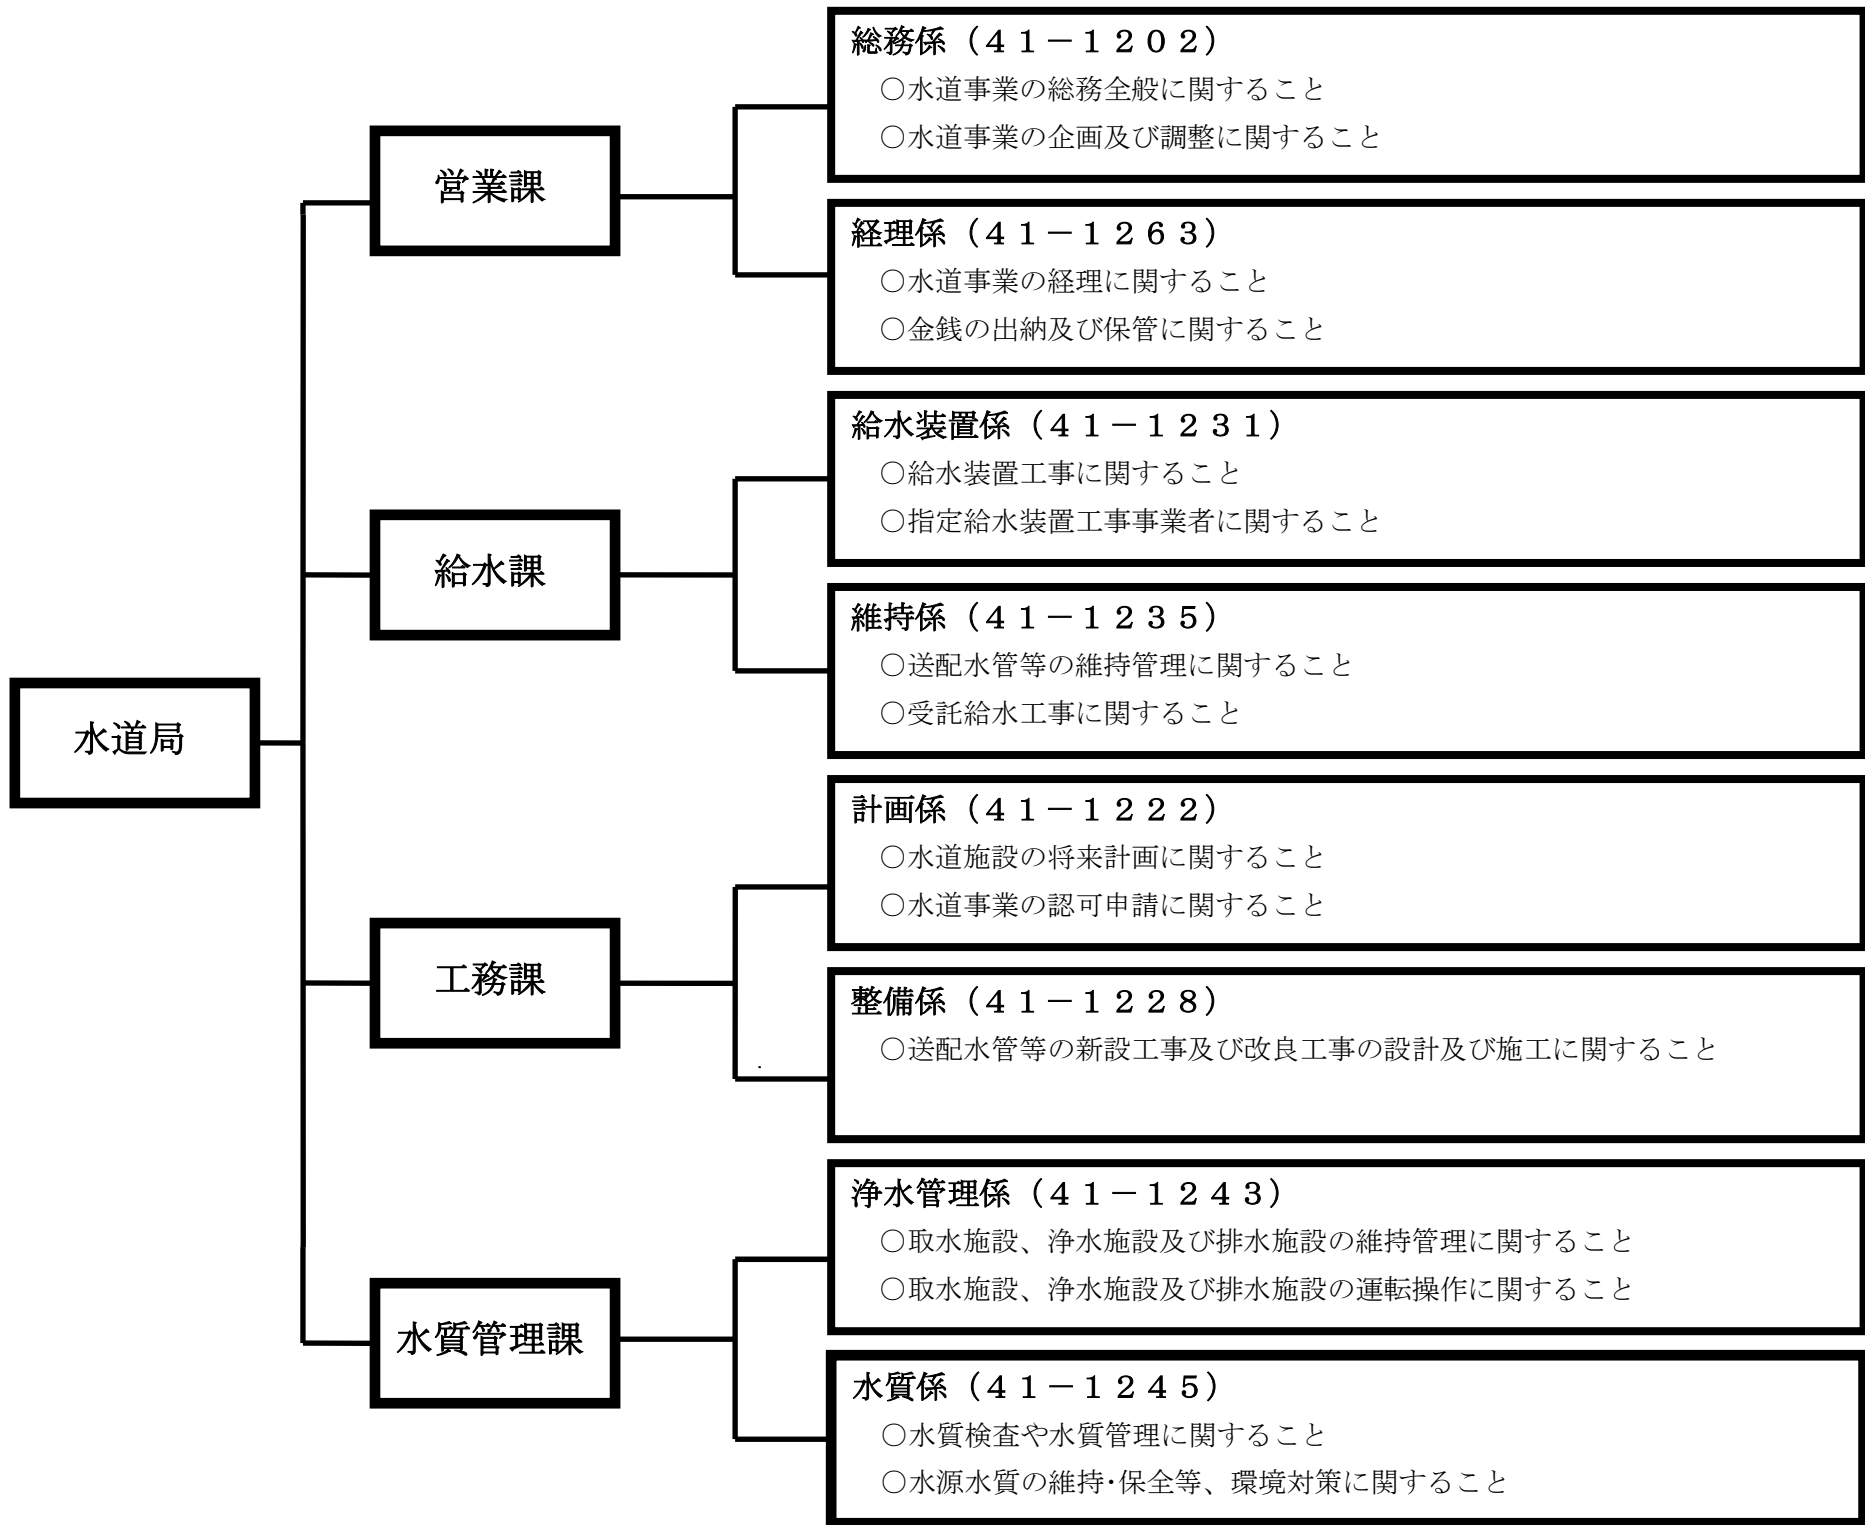 水道局
営業課
総務係（４１－１２０２）
○水道事業の総務全般に関すること
○水道事業の企画及び調整に関すること
経理係（４１－１２６３）
○水道事業の経理に関すること
○金銭の出納及び保管に関すること
給水課
給水装置係（４１－１２３１）
○給水装置工事に関すること
○指定給水装置工事事業者に関すること
維持係（４１－１２３５）
○送配水管等の維持管理に関すること
○受託給水工事に関すること
工務課
計画係（４１－１２２２）
○水道施設の将来計画に関すること
○水道事業の認可申請に関すること
整備係（４１－１２２８）
○送配水管等の新設工事及び改良工事の設計及び施工に関すること
水質管理課
浄水管理係（４１－１２４３）
○取水施設、浄水施設及び排水施設の維持管理に関すること
○取水施設、浄水施設及び排水施設の運転操作に関すること
水質係（４１－１２４５）
○水質検査や水質管理に関すること
○水源水質の維持･保全等、環境対策に関すること